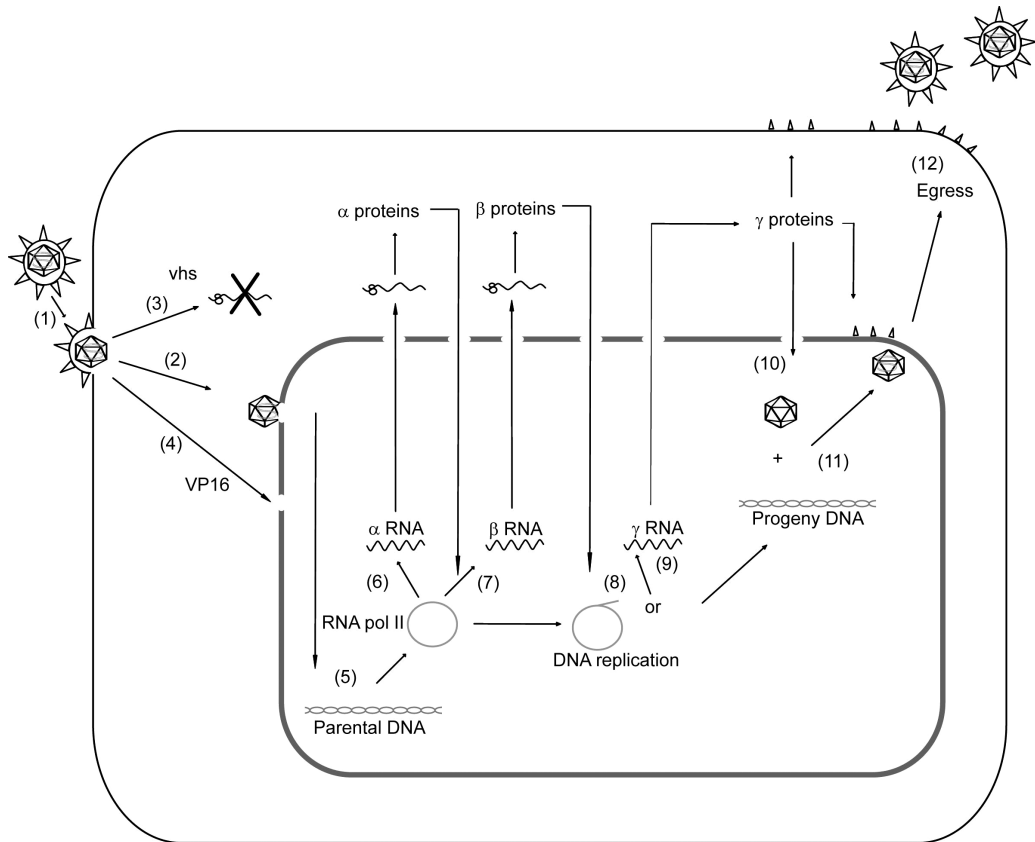 (12)
Egress
α proteins
β proteins
γ proteins
vhs
(3)
(1)
(2)
(10)
(4)
(11)
+
VP16
Progeny DNA
α RNA
β RNA
γ RNA
(9)
(6)
(7)
(8)
or
RNA pol II
DNA replication
(5)
Parental DNA